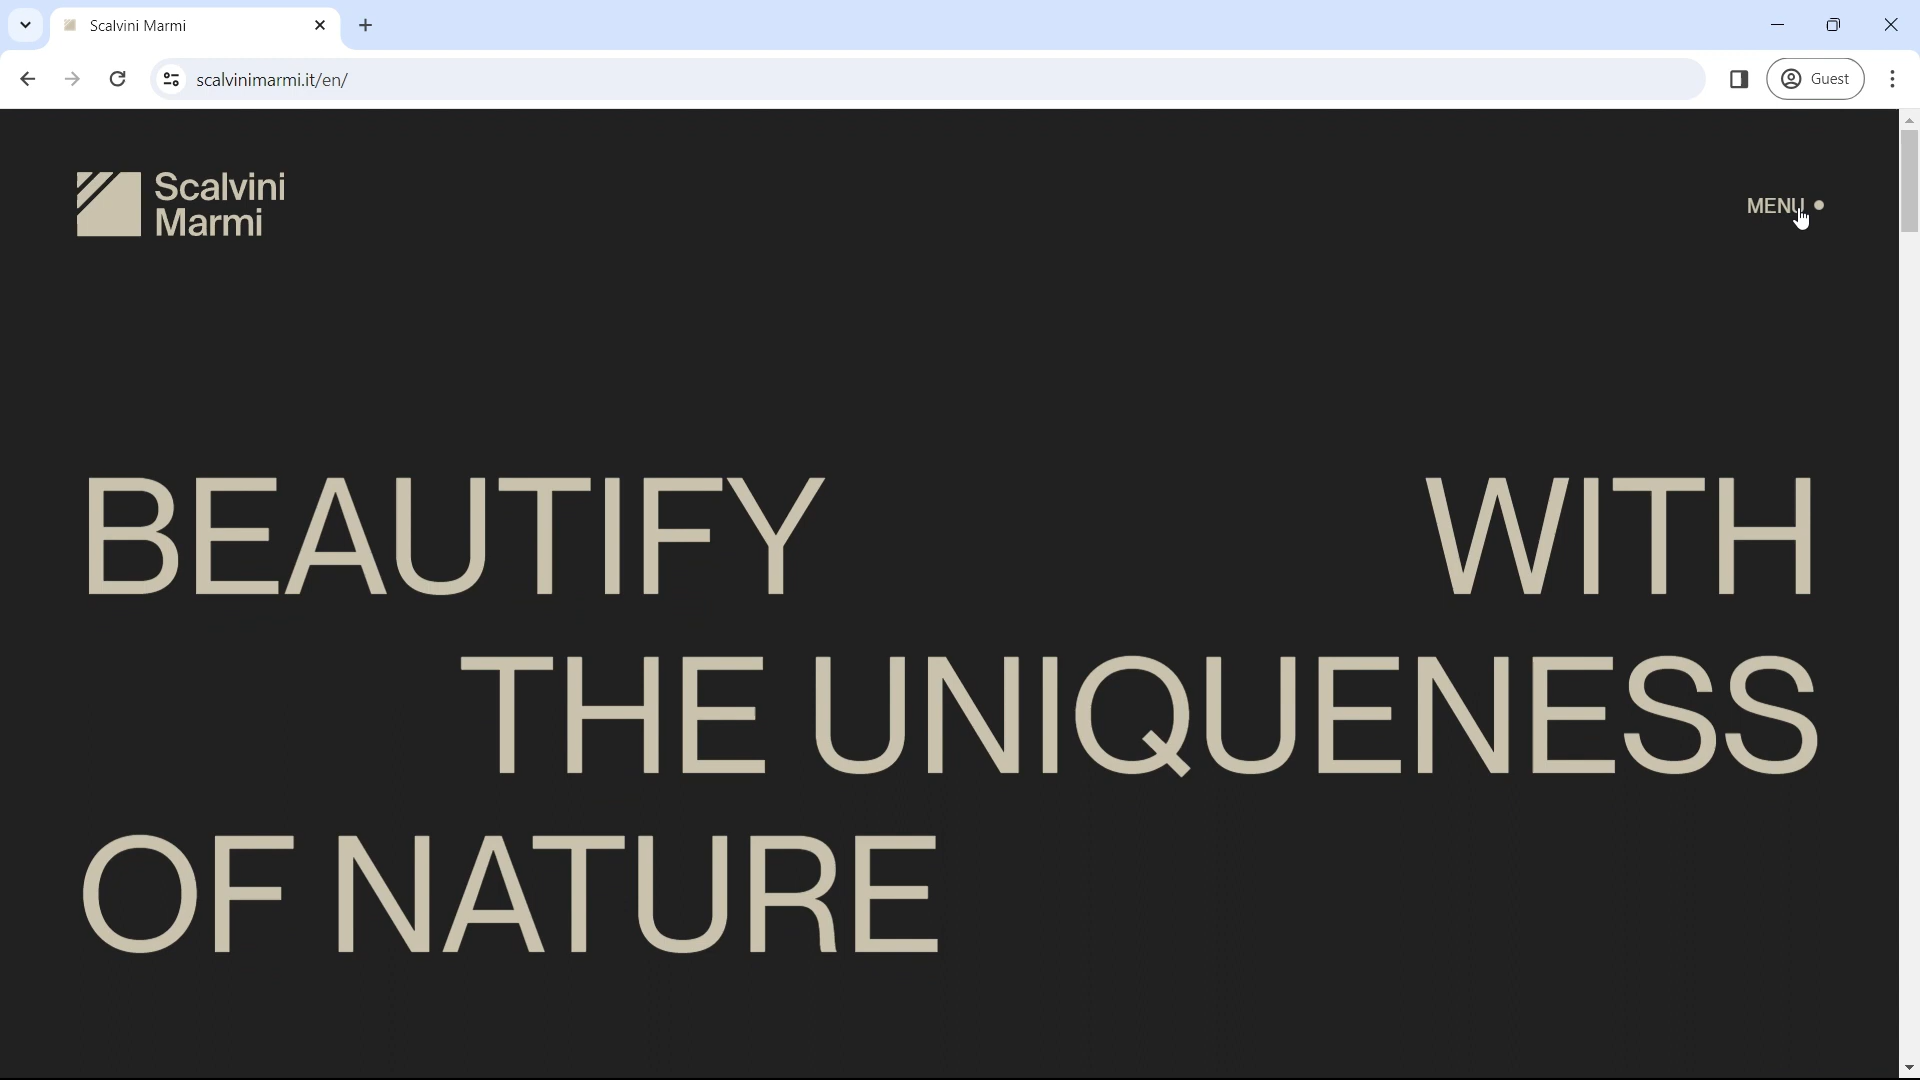 Scalvini Marmi
scalvinimarmi.it/en/
Guest
Scalvini
Marmi
MENU
BEAUTIFY WITH
THE UNIQUENESS
OF NATURE